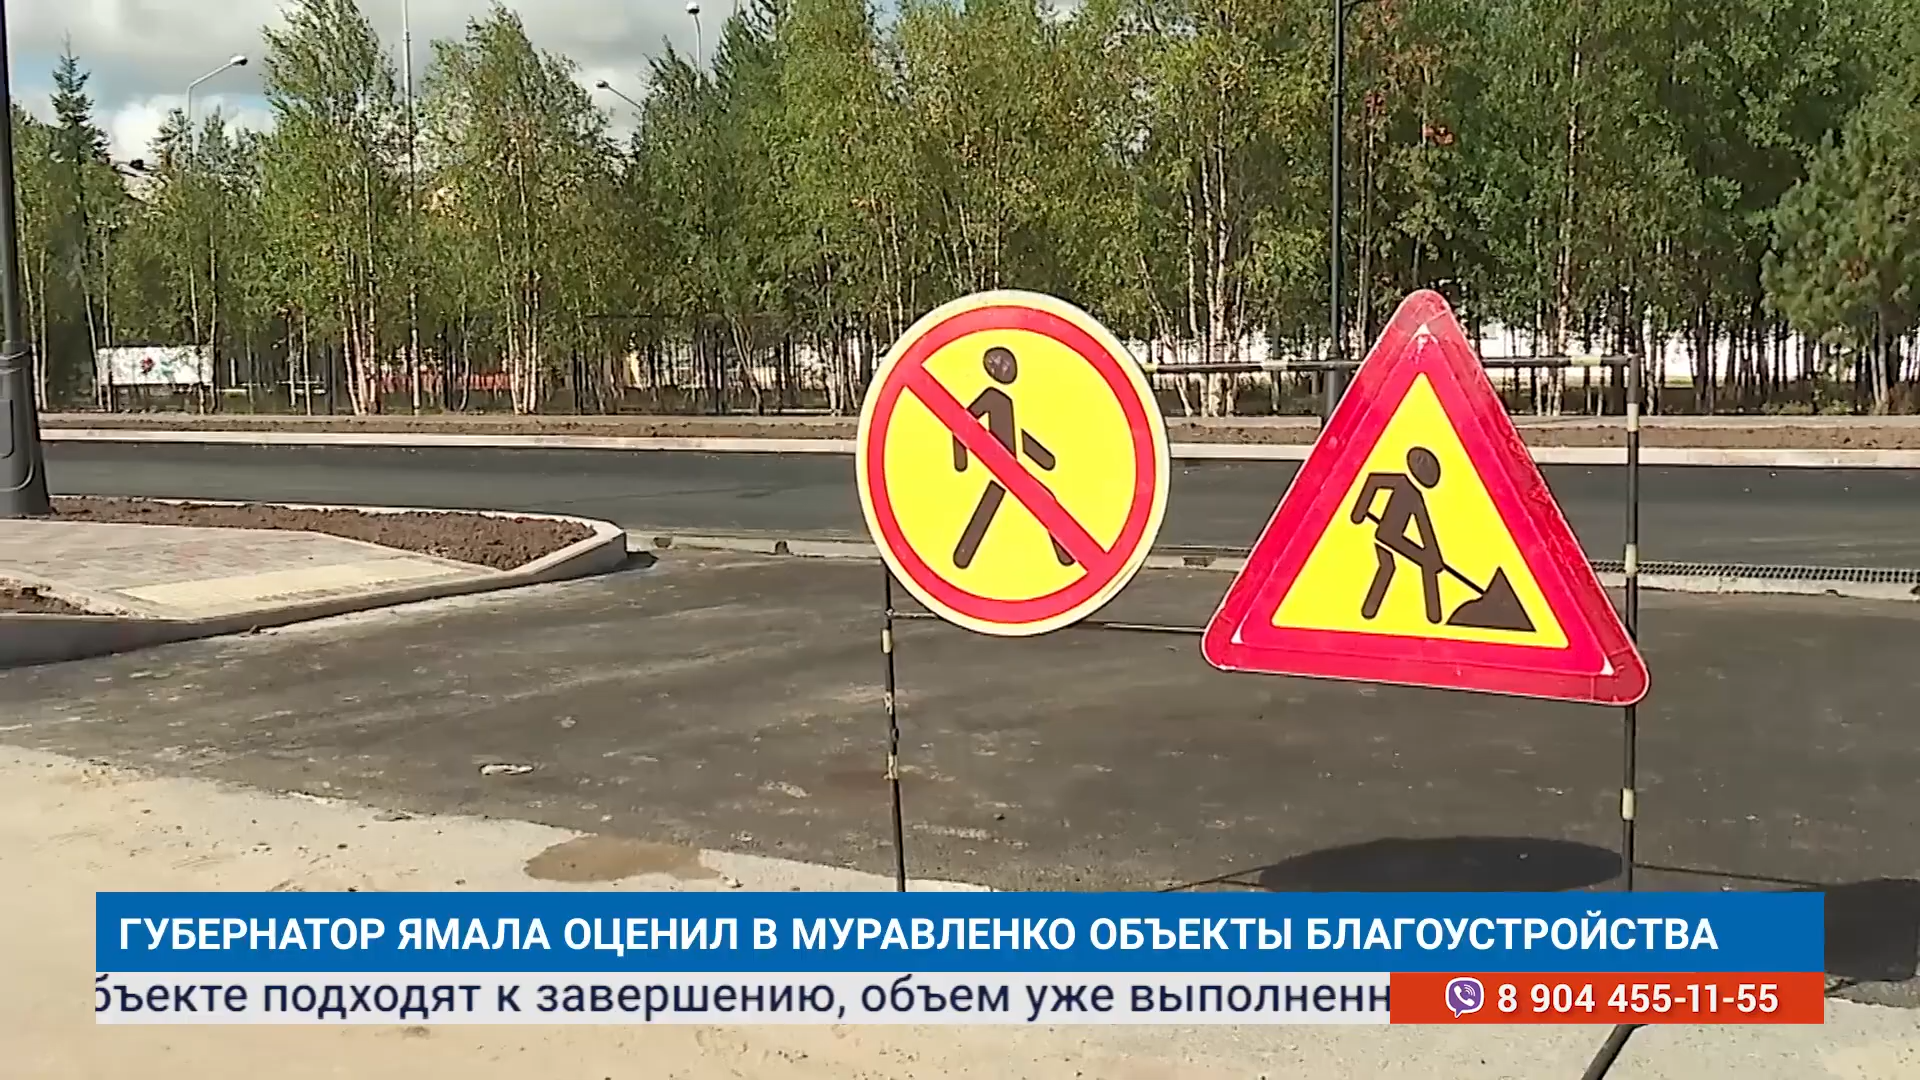 ГУБЕРНАТОР ЯМАЛА ОЦЕНИЛ В МУРАВЛЕНКО ОБЪЕКТЫ БЛАГОУСТРОЙСТВА
бъекте подходят к завершению, объем уже выполненн
8 904 455-11-55